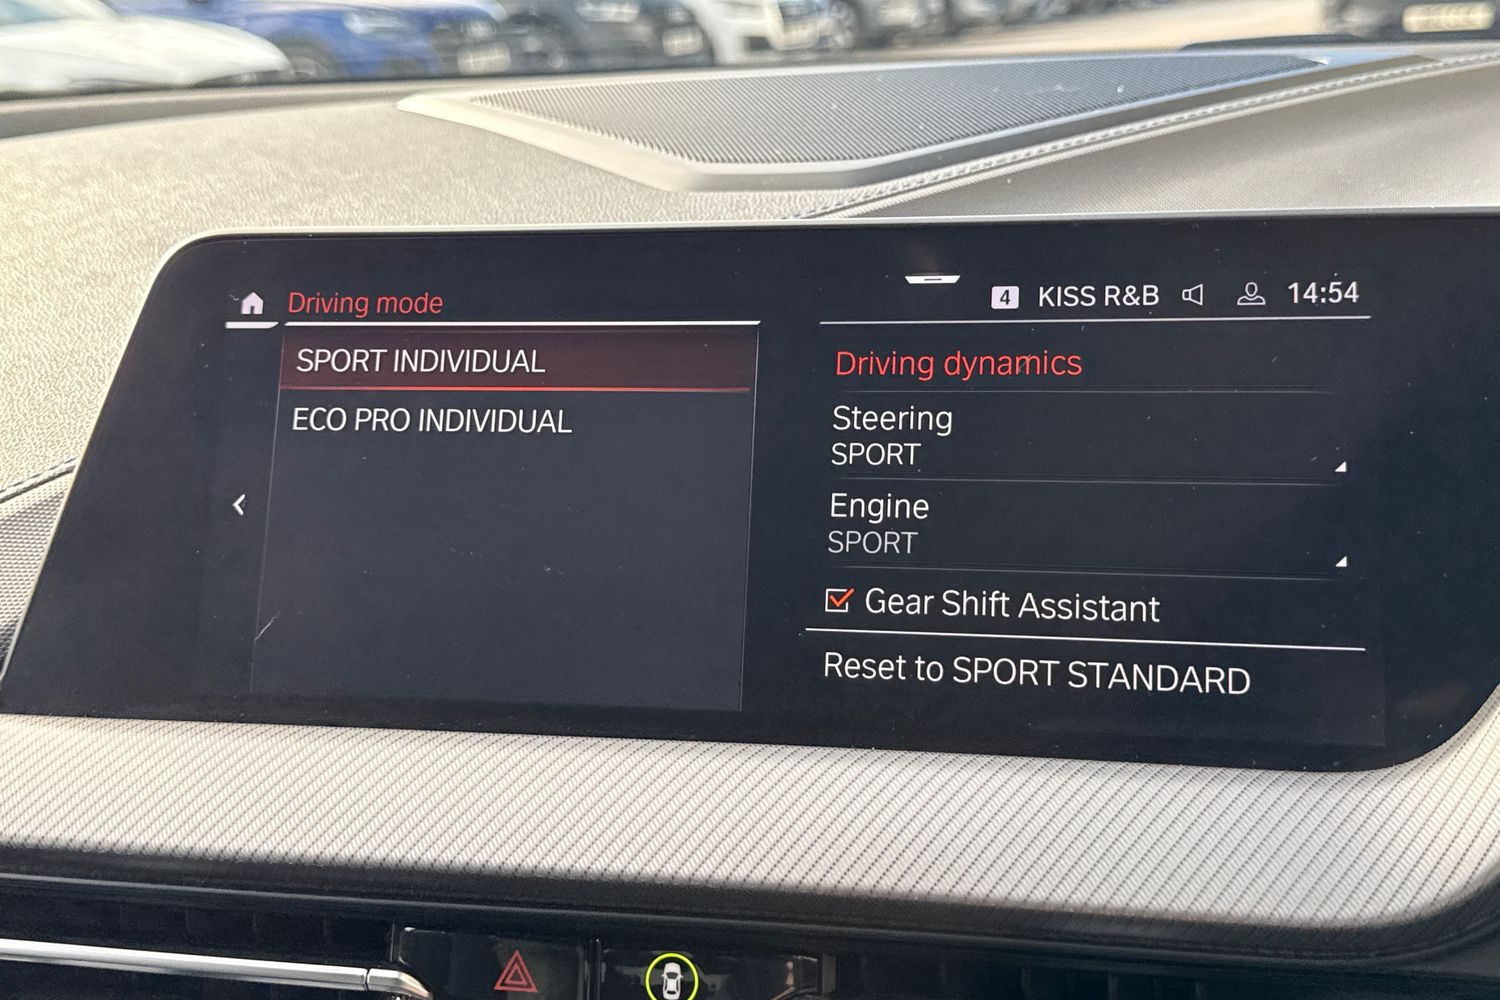 Driving mode
4 KISS R&B 14:54
SPORT INDIVIDUAL
ECO PRO INDIVIDUAL
Driving dynamics
Steering
SPORT
Engine
SPORT
Gear Shift Assistant
Reset to SPORT STANDARD